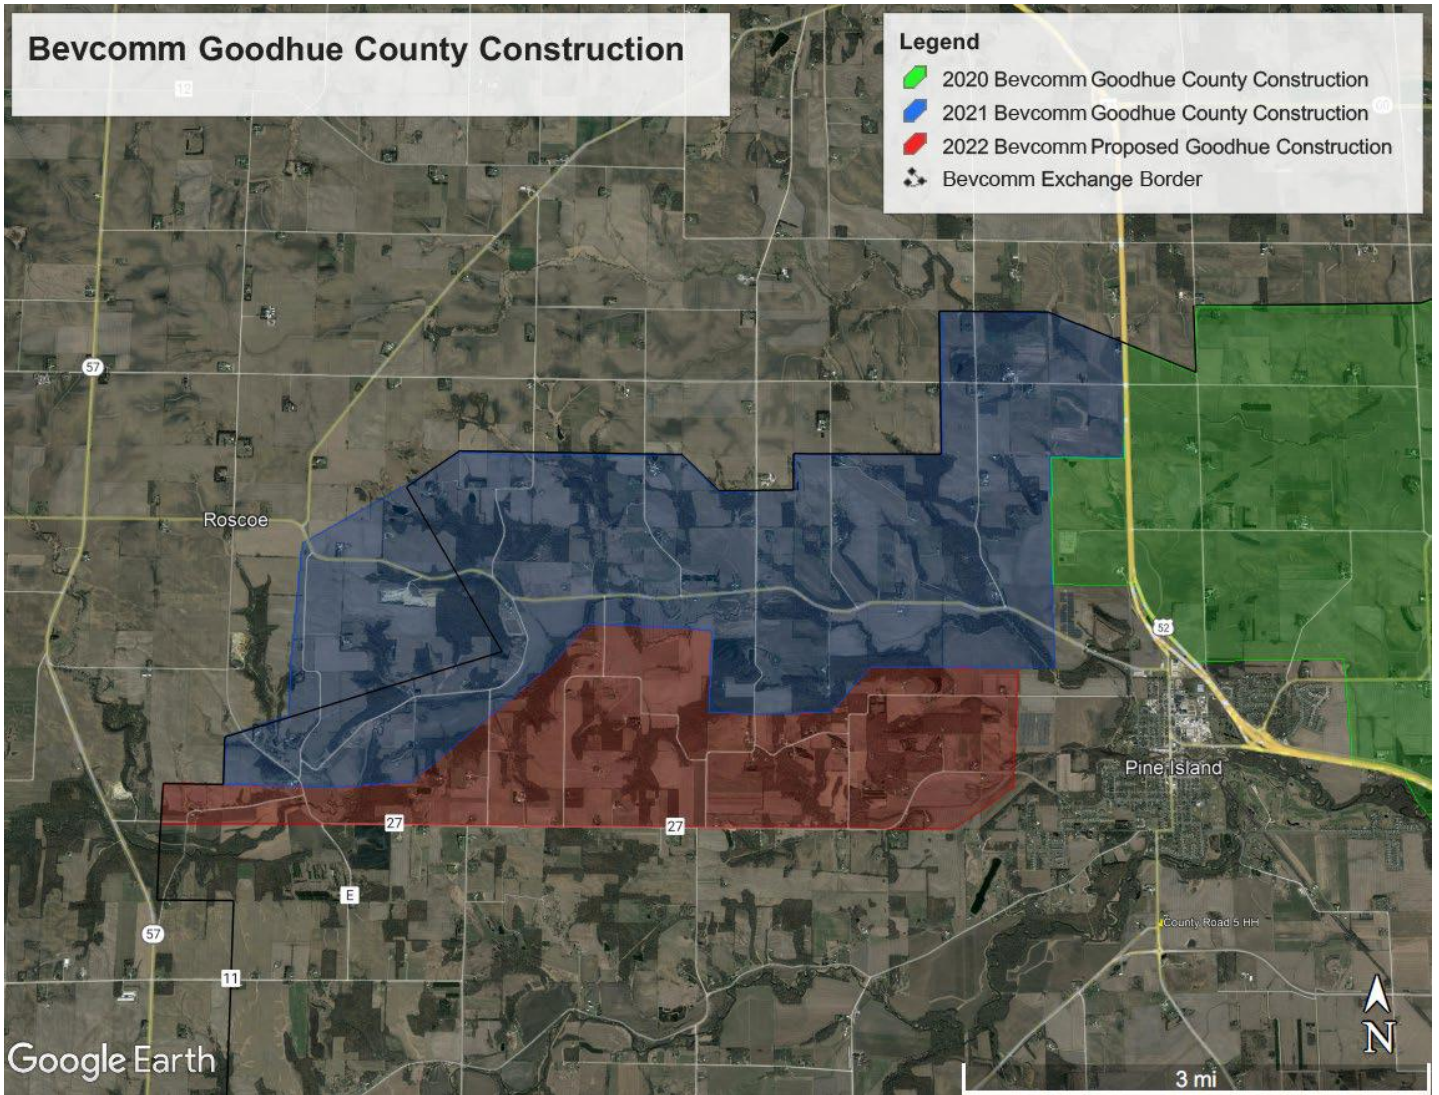 Bevcomm Goodhue County Construction
Legend
2020 Bevcomm Goodhue County Construction
2021 Bevcomm Goodhue County Construction
2022 Bevcomm Proposed Goodhue Construction
Bevcomm Exchange Border
12
60
57
Roscoe
52
Pine Island
27
27
E
57
County Road 5 HH
11
N
Google Earth
3 mi